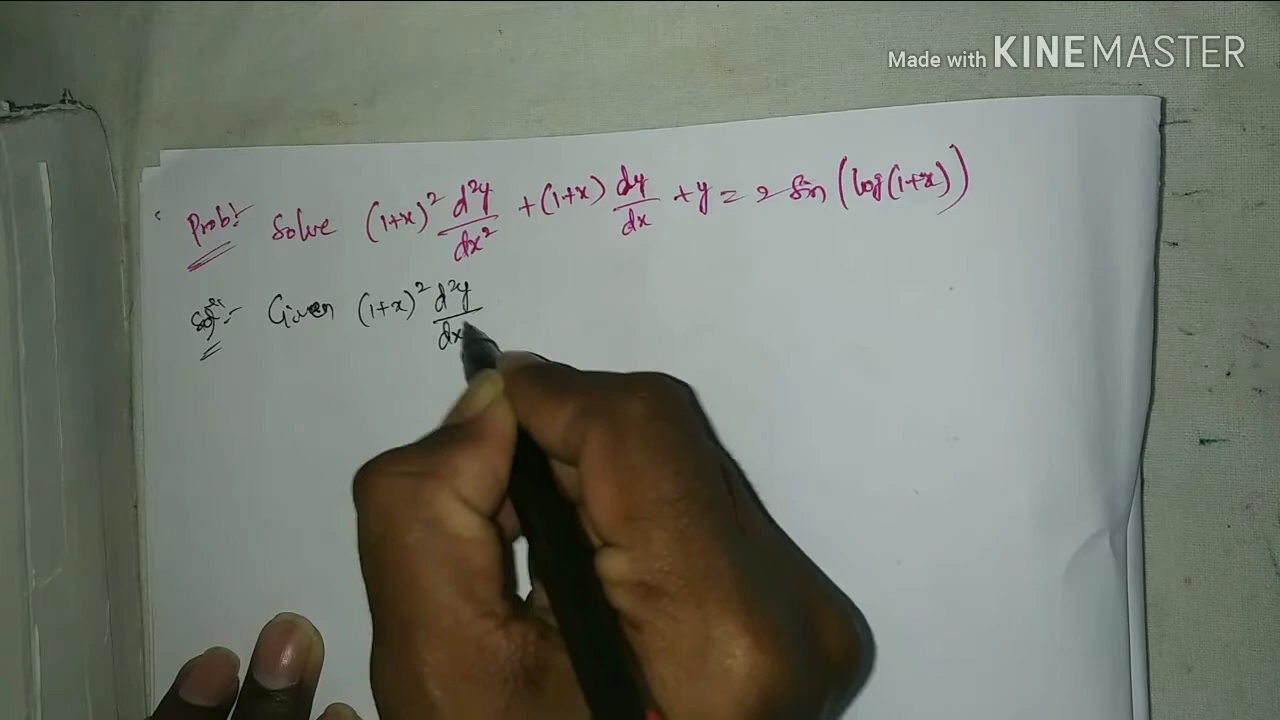 Made with KINEMASTER
Prob:- Solve (1+x)² d²y/dx² + (1+x) dy/dx + y = 2 Sin (log(1+x))
Sol:- Given (1+x)² d²y/dx